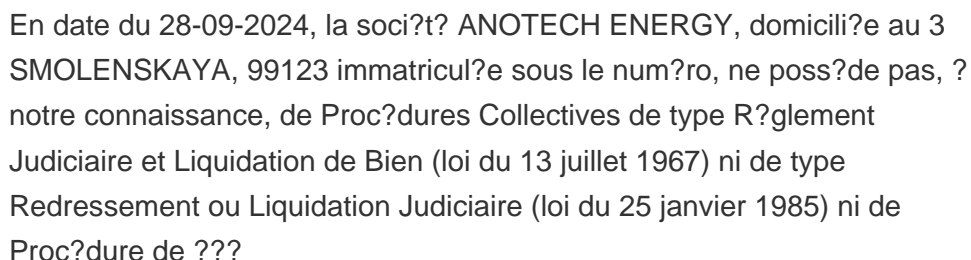 En date du 28-09-2024, la soci?t? ANOTECH ENERGY, domicili?e au 3
SMOLENSKAYA, 99123 immatricul?e sous le num?ro, ne poss?de pas, ?
notre connaissance, de Proc?dures Collectives de type R?glement
Judiciaire et Liquidation de Bien (loi du 13 juillet 1967) ni de type
Redressement ou Liquidation Judiciaire (loi du 25 janvier 1985) ni de
Proc?dure de ???